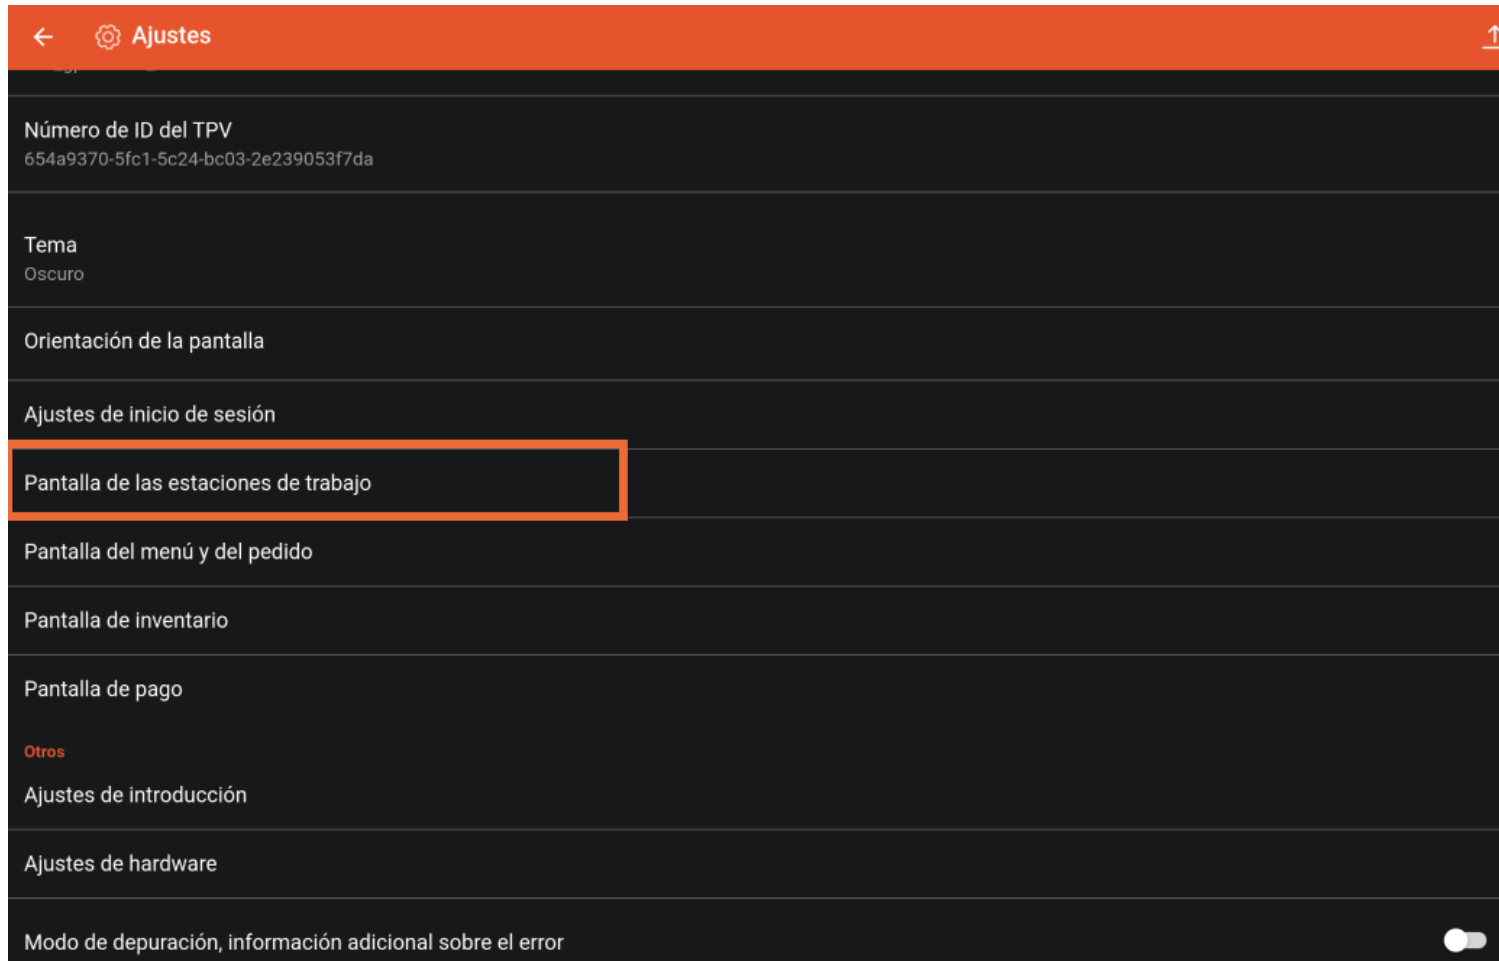 Ajustes
Número de ID del TPV
654a9370-5fc1-5c24-bc03-2e239053f7da
Tema
Oscuro
Orientación de la pantalla
Ajustes de inicio de sesión
Pantalla de las estaciones de trabajo
Pantalla del menú y del pedido
Pantalla de inventario
Pantalla de pago
Otros
Ajustes de introducción
Ajustes de hardware
Modo de depuración, información adicional sobre el error